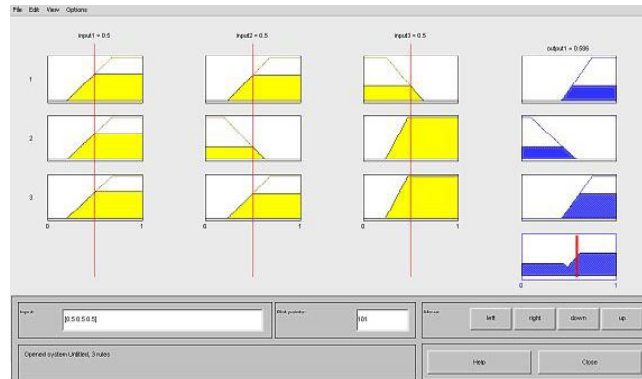 File Edit View Options
input1 = 0.5 input2 = 0.5 input3 = 0.5
output1 = 0.586
1
2
3
0 1 0 1 0 1
0 1
Input: [0.5 0.5 0.5] Plot points: 101 Move: left right down up
Opened system Untitled, 3 rules Help Close